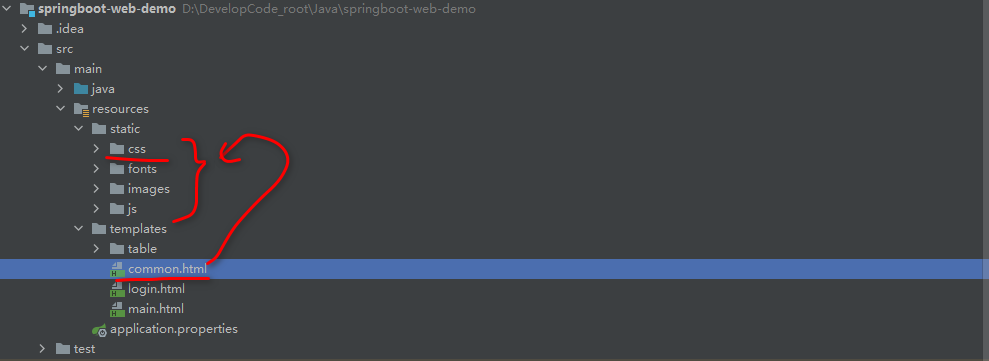 springboot-web-demo D:\DevelopCode_root\Java\springboot-web-demo
.idea
src
main
java
resources
static
css
fonts
images
js
templates
table
common.html
login.html
main.html
application.properties
test